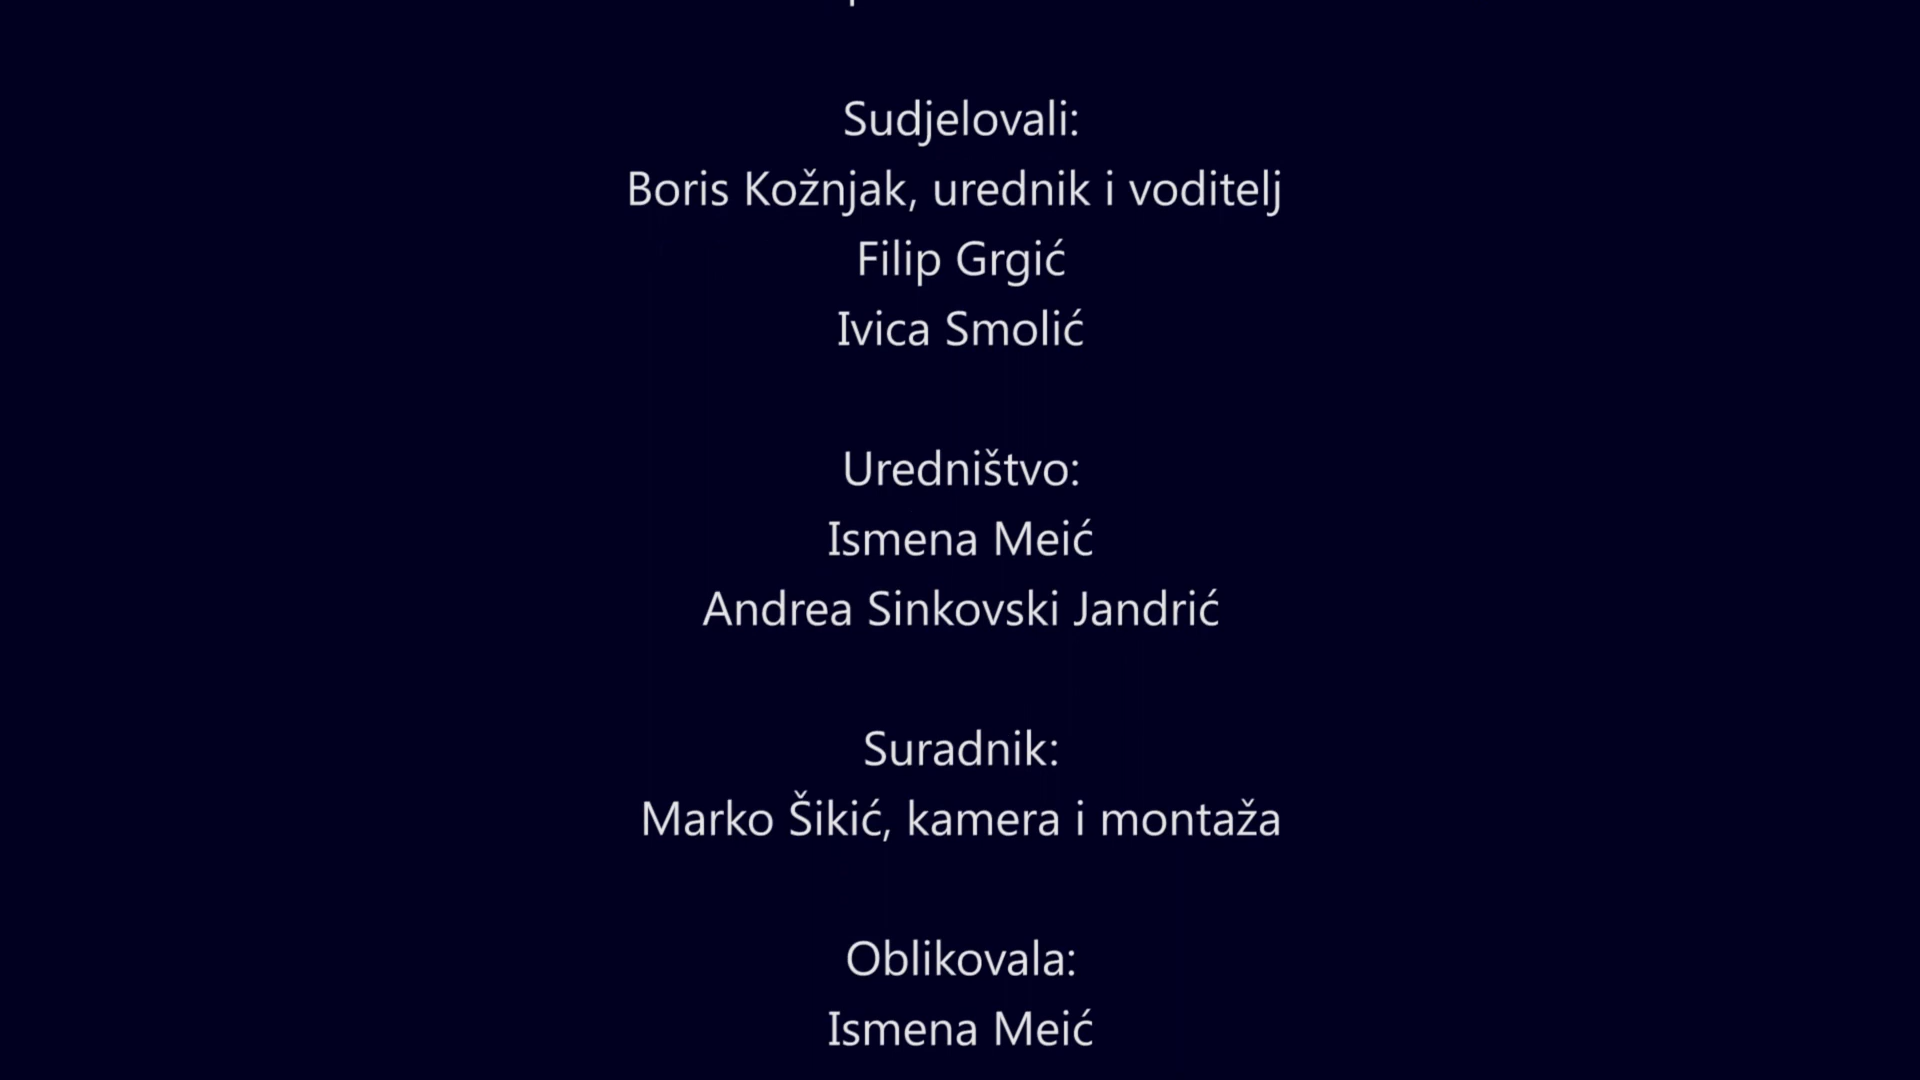 Sudjelovali:
Boris Kožnjak, urednik i voditelj
Filip Grgić
Ivica Smolić
Uredništvo:
Ismena Meić
Andrea Sinkovski Jandrić
Suradnik:
Marko Šikić, kamera i montaža
Oblikovala:
Ismena Meić